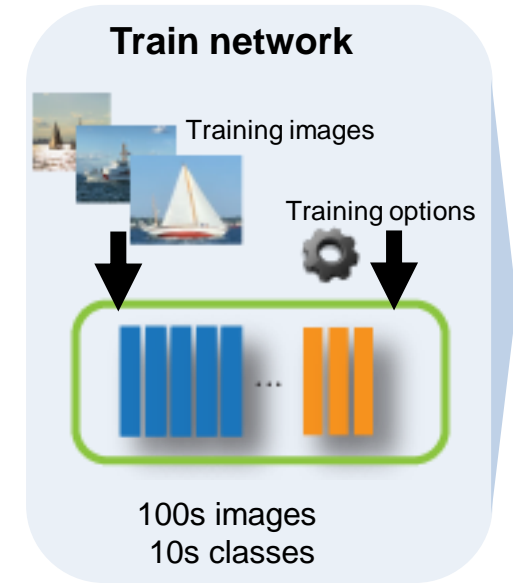 Train network
Training images
Training options
...
100s images
10s classes